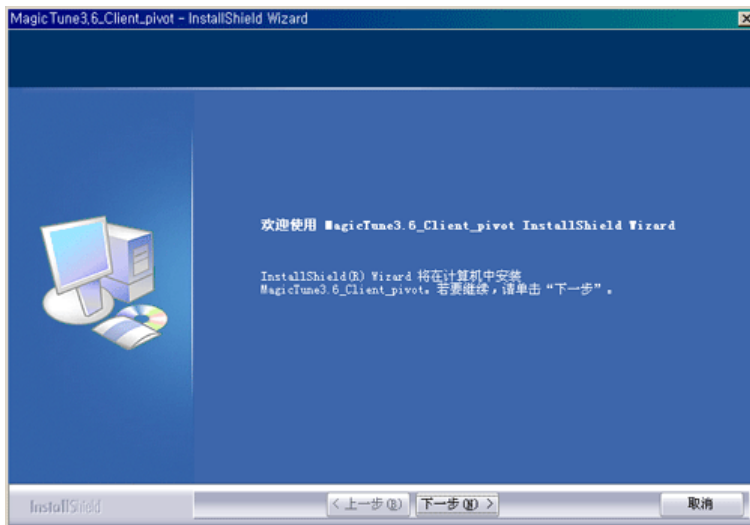 MagicTune3,6_Client_pivot - InstallShield Wizard
欢迎使用 MagicTune3.6_Client_pivot InstallShield Wizard
InstallShield(R) Wizard 将在计算机中安装
MagicTune3.6_Client_pivot。若要继续，请单击“下一步”。
InstallShield
< 上一步(B)
下一步(N) >
取消